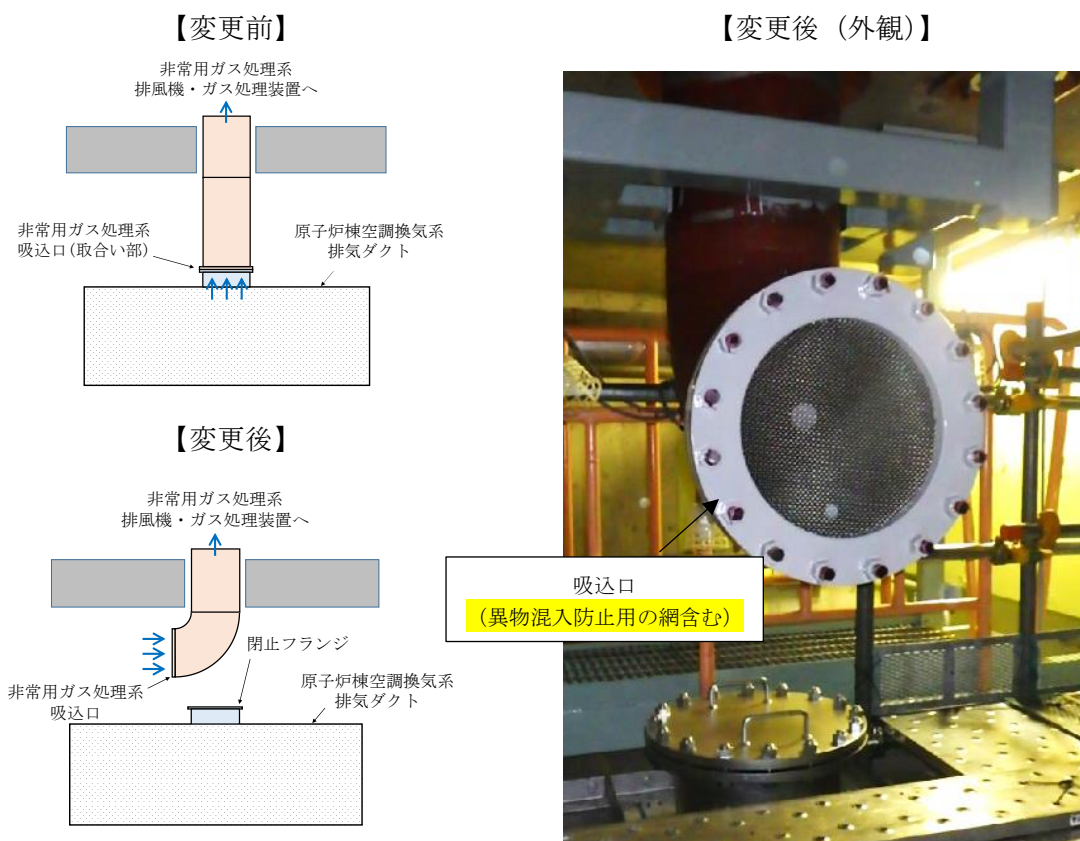 【変更前】
非常用ガス処理系
排風機・ガス処理装置へ
非常用ガス処理系
吸込口(取合い部)
原子炉棟空調換気系
排気ダクト
【変更後】
非常用ガス処理系
排風機・ガス処理装置へ
閉止フランジ
非常用ガス処理系
吸込口
原子炉棟空調換気系
排気ダクト
【変更後（外観）】
吸込口
（異物混入防止用の網含む）